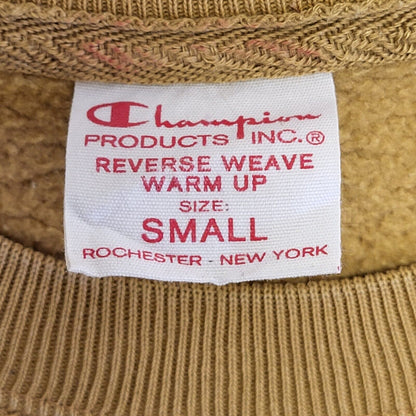 Champion
PRODUCTS INC.®
REVERSE WEAVE
WARM UP
SIZE:
SMALL
ROCHESTER - NEW YORK